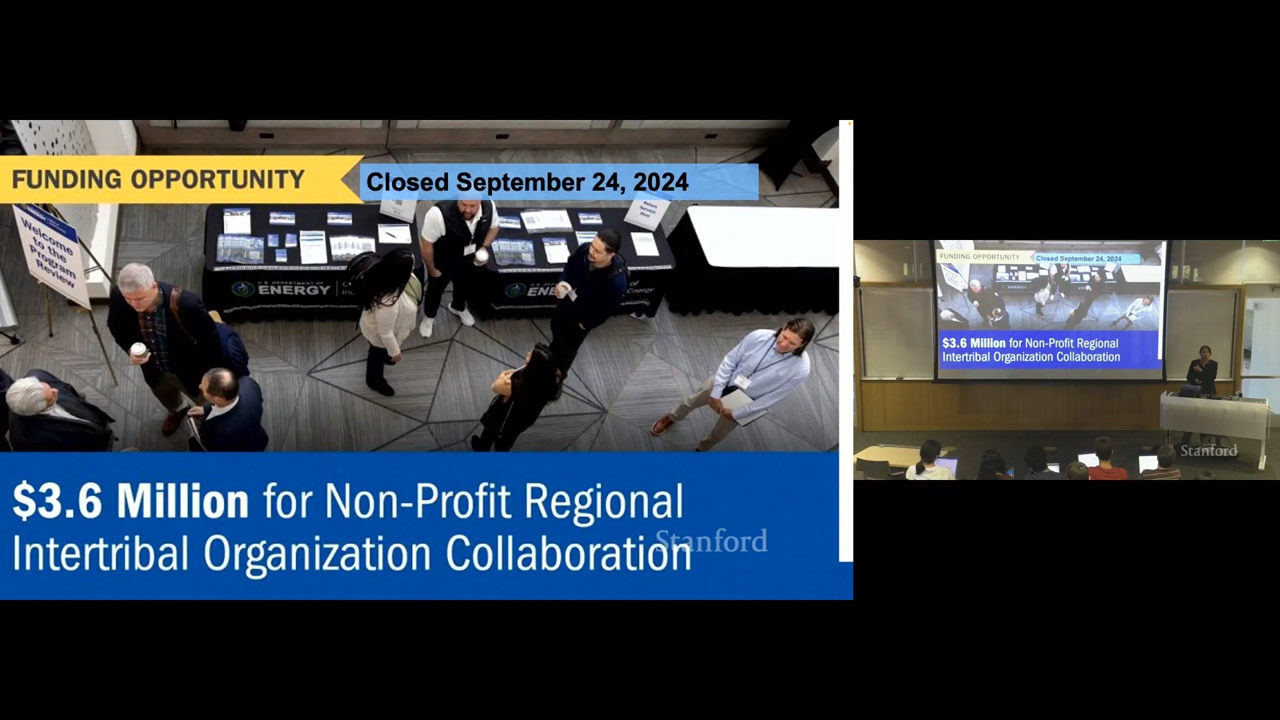 FUNDING OPPORTUNITY
Closed September 24, 2024
Welcome
to the
Program
Review
U.S. DEPARTMENT OF
ENERGY
$3.6 Million for Non-Profit Regional
Intertribal Organization Collaboration
Stanford
FUNDING OPPORTUNITY
Closed September 24, 2024
$3.6 Million for Non-Profit Regional
Intertribal Organization Collaboration
Stanford